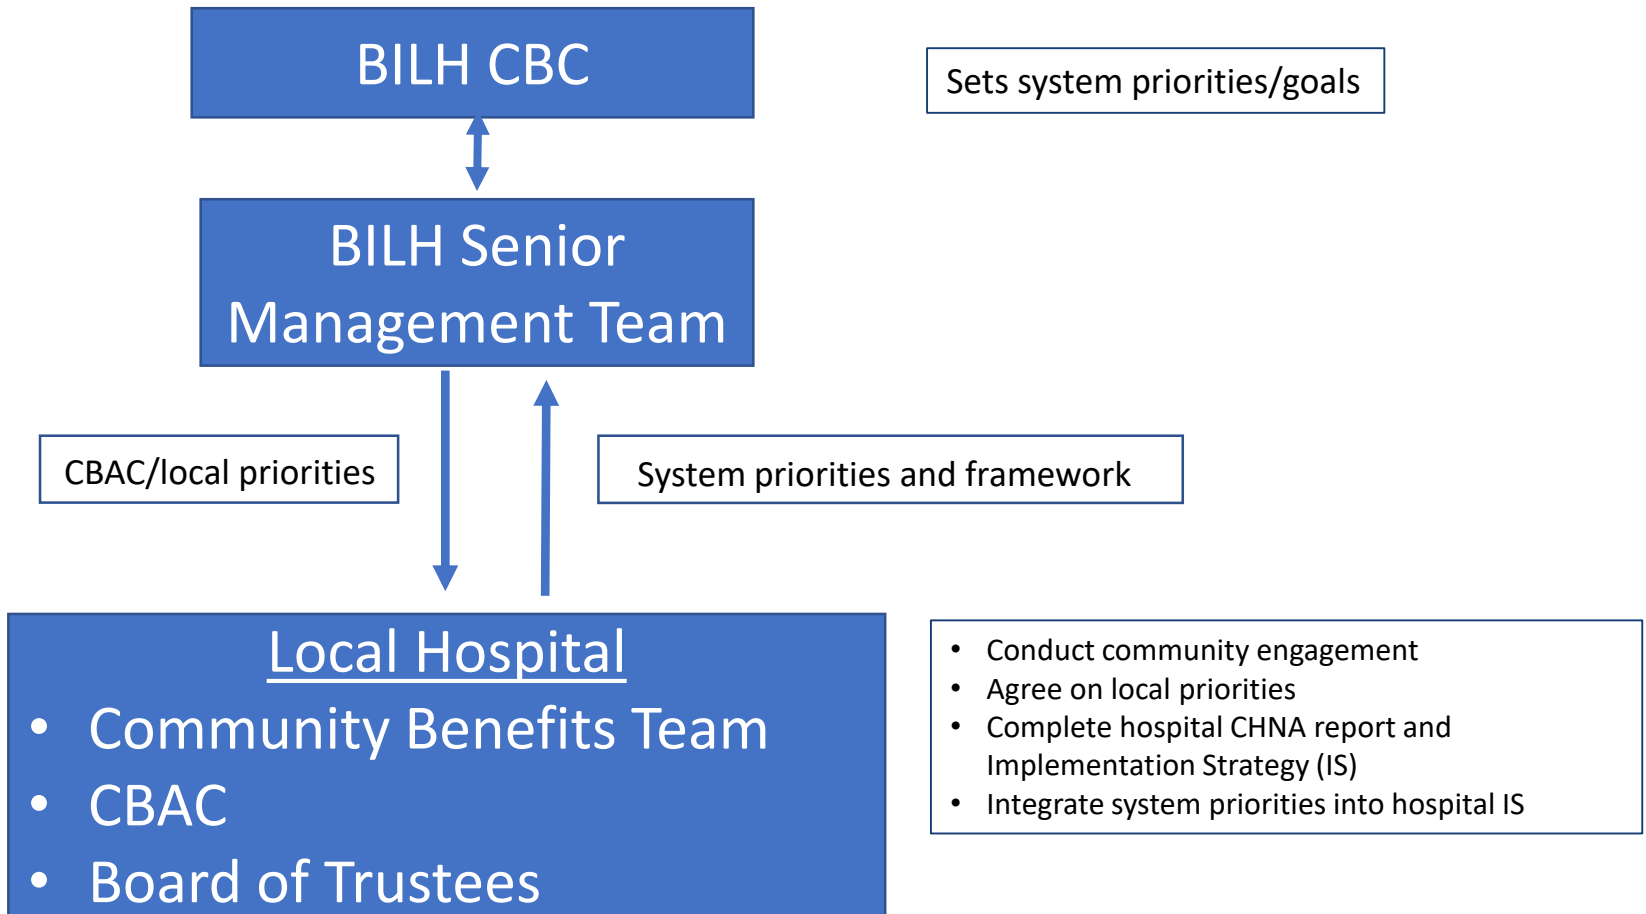 BILH CBC
Sets system priorities/goals
BILH Senior
Management Team
CBAC/local priorities
System priorities and framework
Local Hospital
• Community Benefits Team
• CBAC
• Board of Trustees
• Conduct community engagement
• Agree on local priorities
• Complete hospital CHNA report and
Implementation Strategy (IS)
• Integrate system priorities into hospital IS